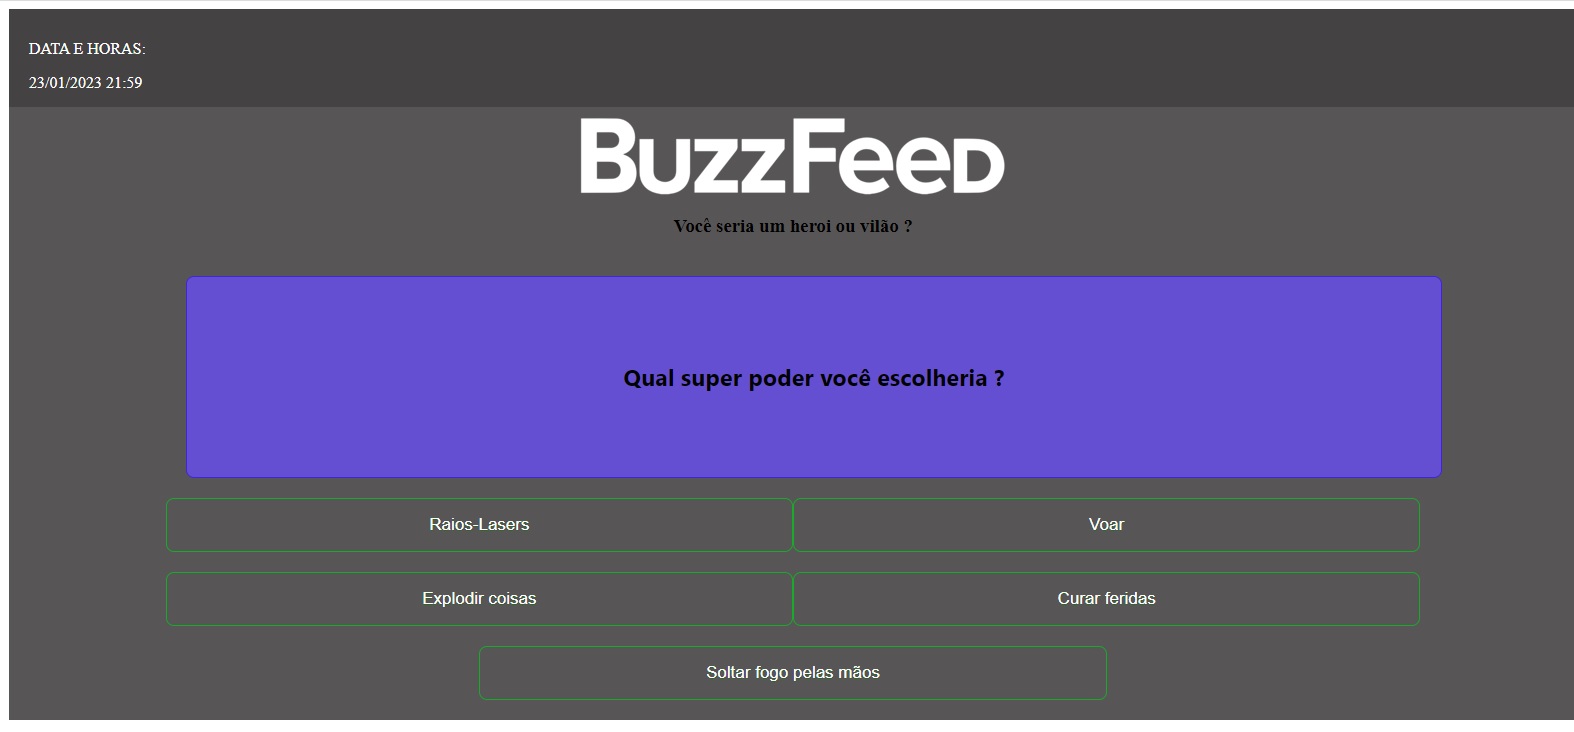 DATA E HORAS:
23/01/2023 21:59
BuzzFeed
Você seria um heroi ou vilão ?
Qual super poder você escolheria ?
Raios-Lasers
Voar
Explodir coisas
Curar feridas
Soltar fogo pelas mãos